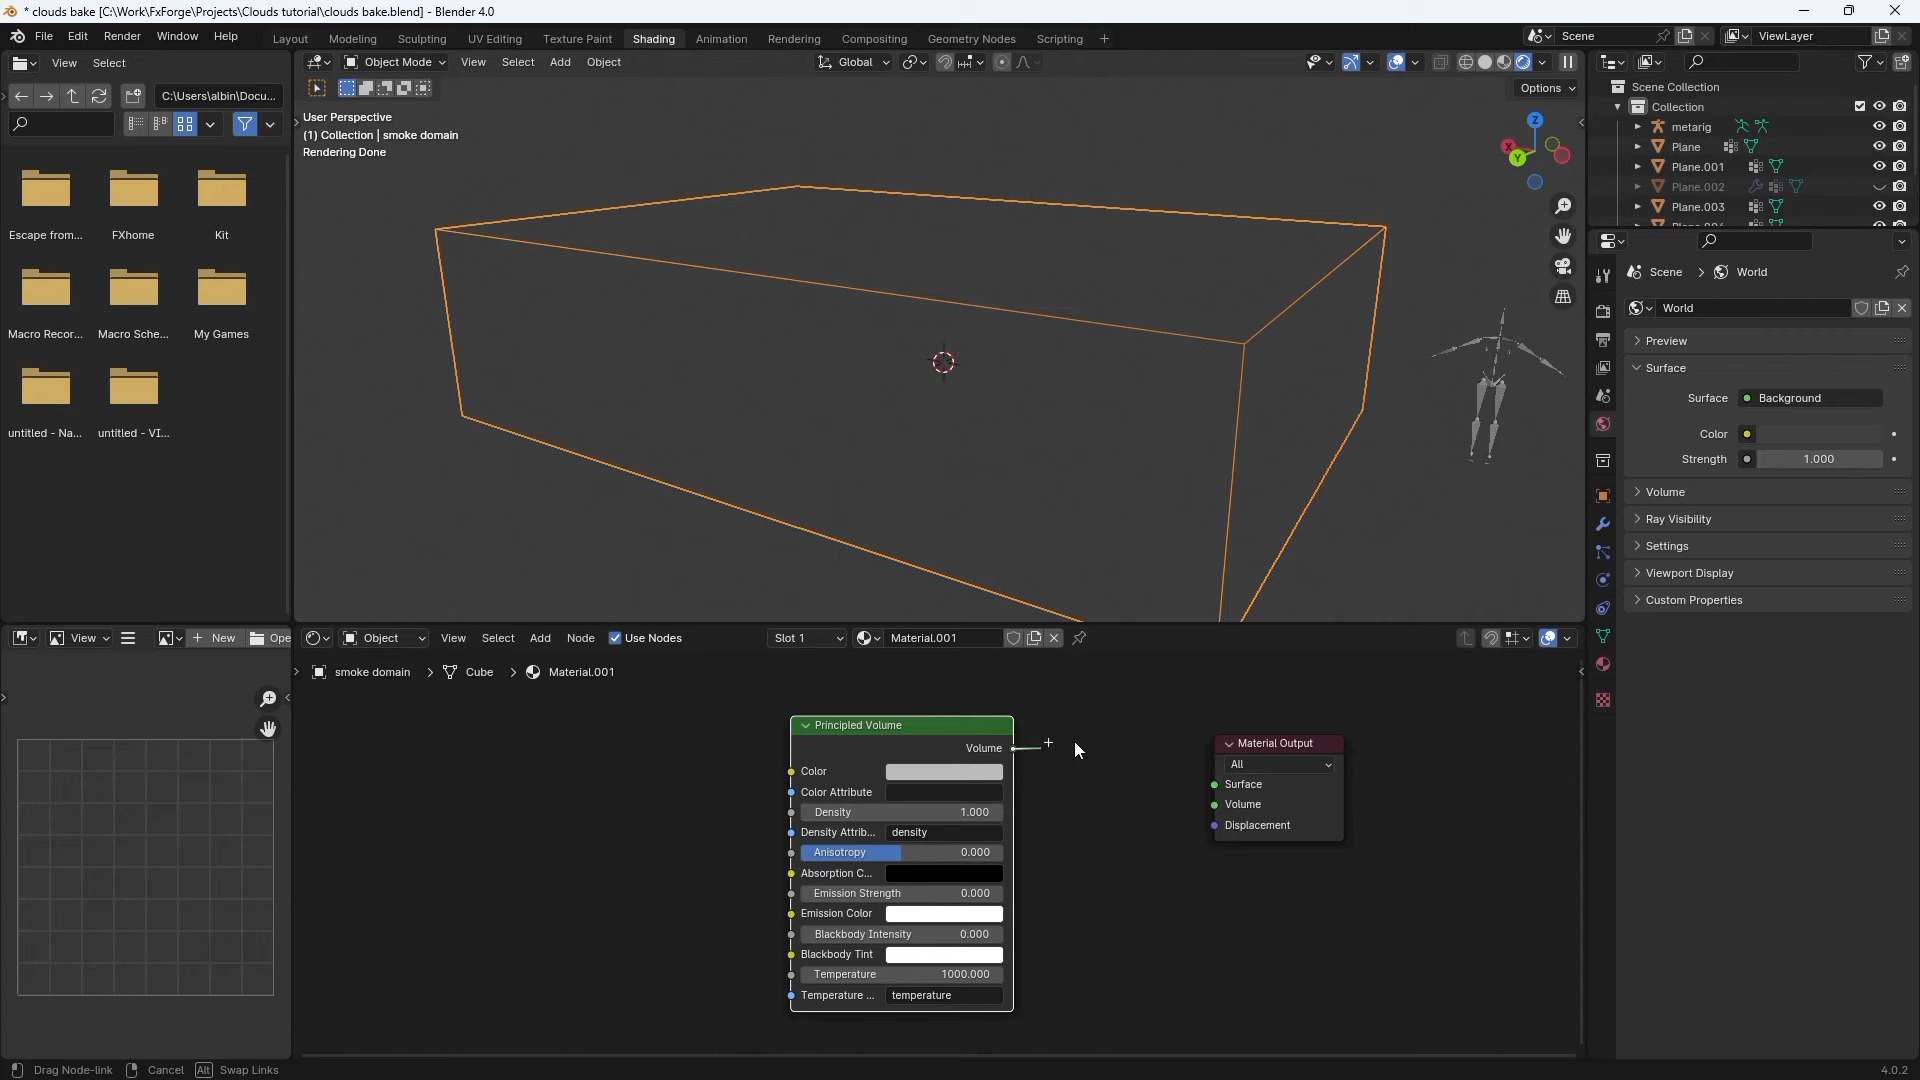 * clouds bake [C:\Work\FxForge\Projects\Clouds tutorial\clouds bake.blend] - Blender 4.0
File Edit Render Window Help
Layout Modeling Sculpting UV Editing Texture Paint Shading Animation Rendering Compositing Geometry Nodes Scripting +
Scene
ViewLayer
View Select
Object Mode View Select Add Object
Global
C:\Users\albin\Docu...
Options
User Perspective
(1) Collection | smoke domain
Rendering Done
Z
X
Y
Escape from...
FXhome
Kit
Macro Recor...
Macro Sche...
My Games
untitled - Na...
untitled - VI...
Scene Collection
Collection
metarig
Plane
Plane.001
Plane.002
Plane.003
Scene > World
World
Preview
Surface
Surface Background
Color
Strength 1.000
Volume
Ray Visibility
Settings
Viewport Display
Custom Properties
View
New
Ope
Object View Select Add Node Use Nodes
Slot 1
Material.001
smoke domain > Cube > Material.001
Principled Volume
Volume
Color
Color Attribute
Density 1.000
Density Attrib... density
Anisotropy 0.000
Absorption C...
Emission Strength 0.000
Emission Color
Blackbody Intensity 0.000
Blackbody Tint
Temperature 1000.000
Temperature ... temperature
Material Output
All
Surface
Volume
Displacement
Drag Node-link Cancel Alt Swap Links
4.0.2